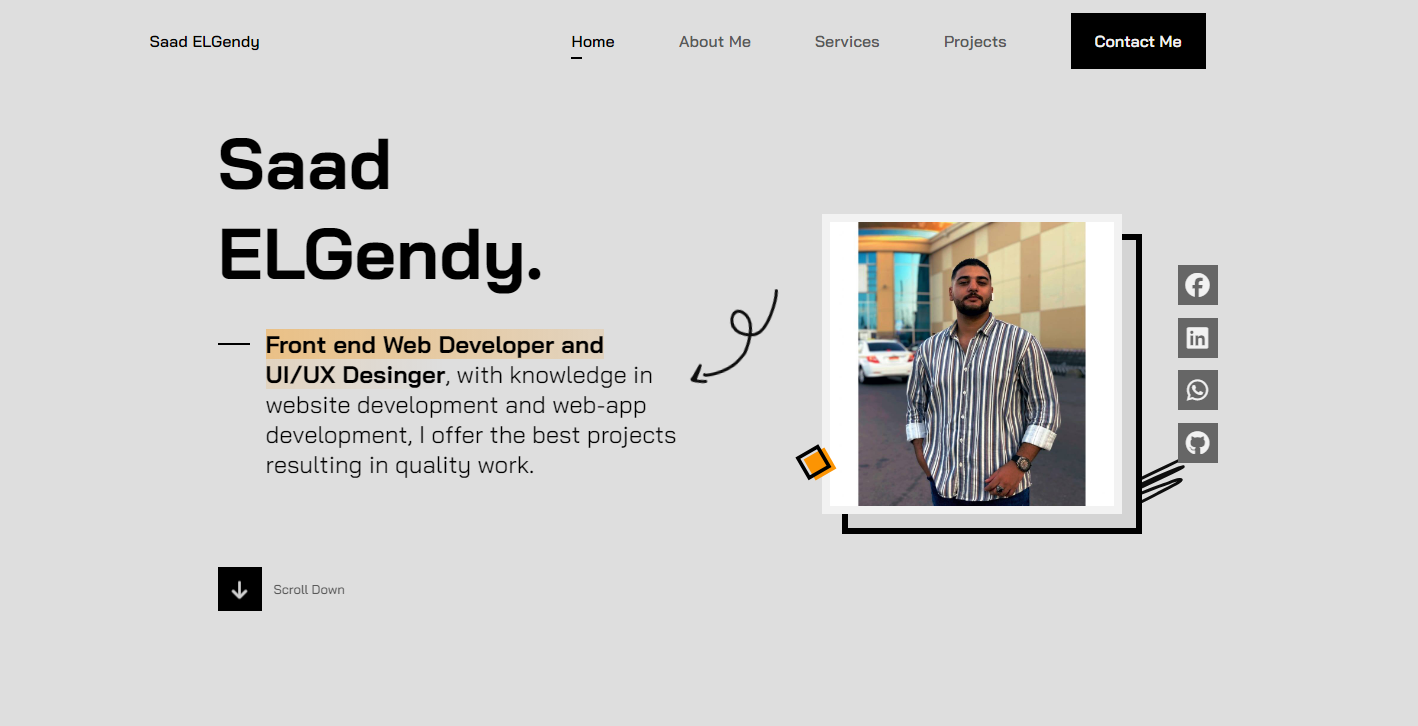 Saad ELGendy
Home
About Me
Services
Projects
Contact Me
Saad
ELGendy.
Front end Web Developer and
UI/UX Desinger, with knowledge in
website development and web-app
development, I offer the best projects
resulting in quality work.
Scroll Down